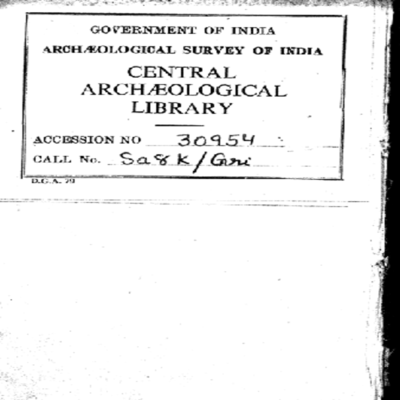 GOVERNMENT OF INDIA
ARCHÆOLOGICAL SURVEY OF INDIA
CENTRAL
ARCHÆOLOGICAL
LIBRARY
ACCESSION NO 30954
CALL No. Sa8K/Gri
D.G.A. 79